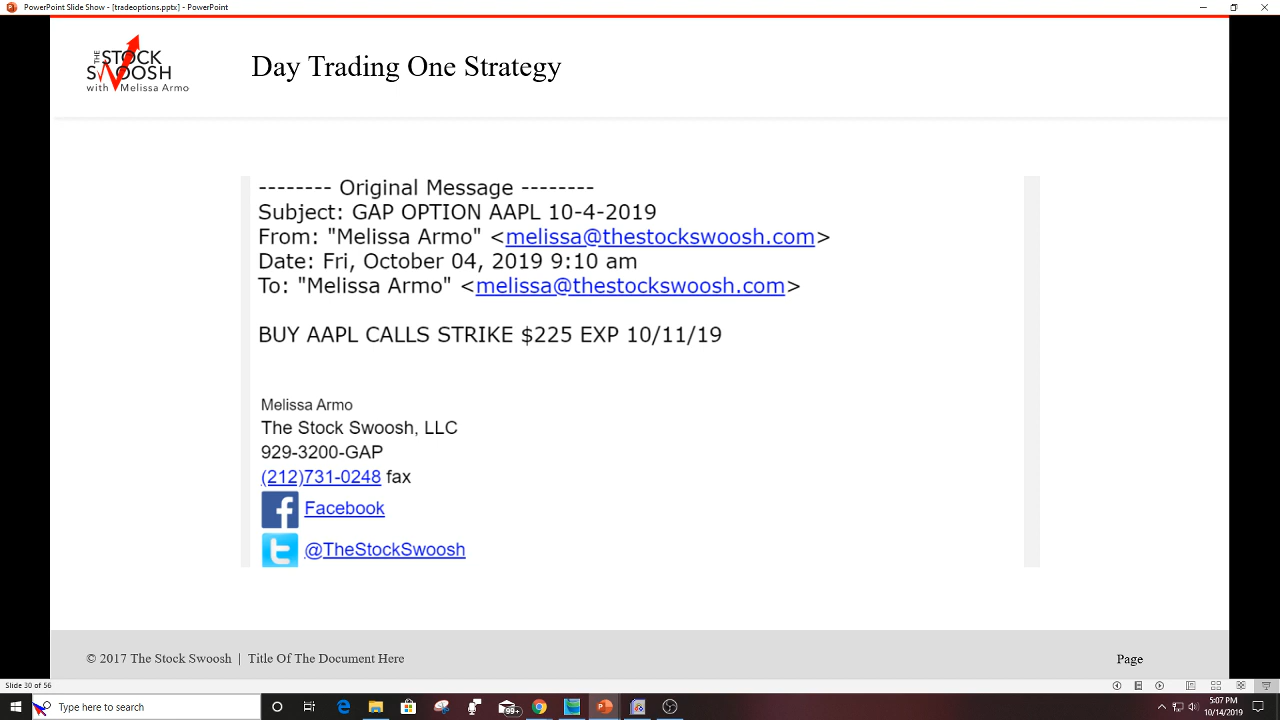 PowerPoint Slide Show - [tradeoptions.pptx] - PowerPoint
THE
STOCK
SWOOSH
with Melissa Armo
Day Trading One Strategy
-------- Original Message --------
Subject: GAP OPTION AAPL 10-4-2019
From: "Melissa Armo" <melissa@thestockswoosh.com>
Date: Fri, October 04, 2019 9:10 am
To: "Melissa Armo" <melissa@thestockswoosh.com>
BUY AAPL CALLS STRIKE $225 EXP 10/11/19
Melissa Armo
The Stock Swoosh, LLC
929-3200-GAP
(212)731-0248 fax
Facebook
@TheStockSwoosh
© 2017 The Stock Swoosh | Title Of The Document Here
Page
Slide 30 of 56
Type here to search
99+
5:07 PM
10/14/2019